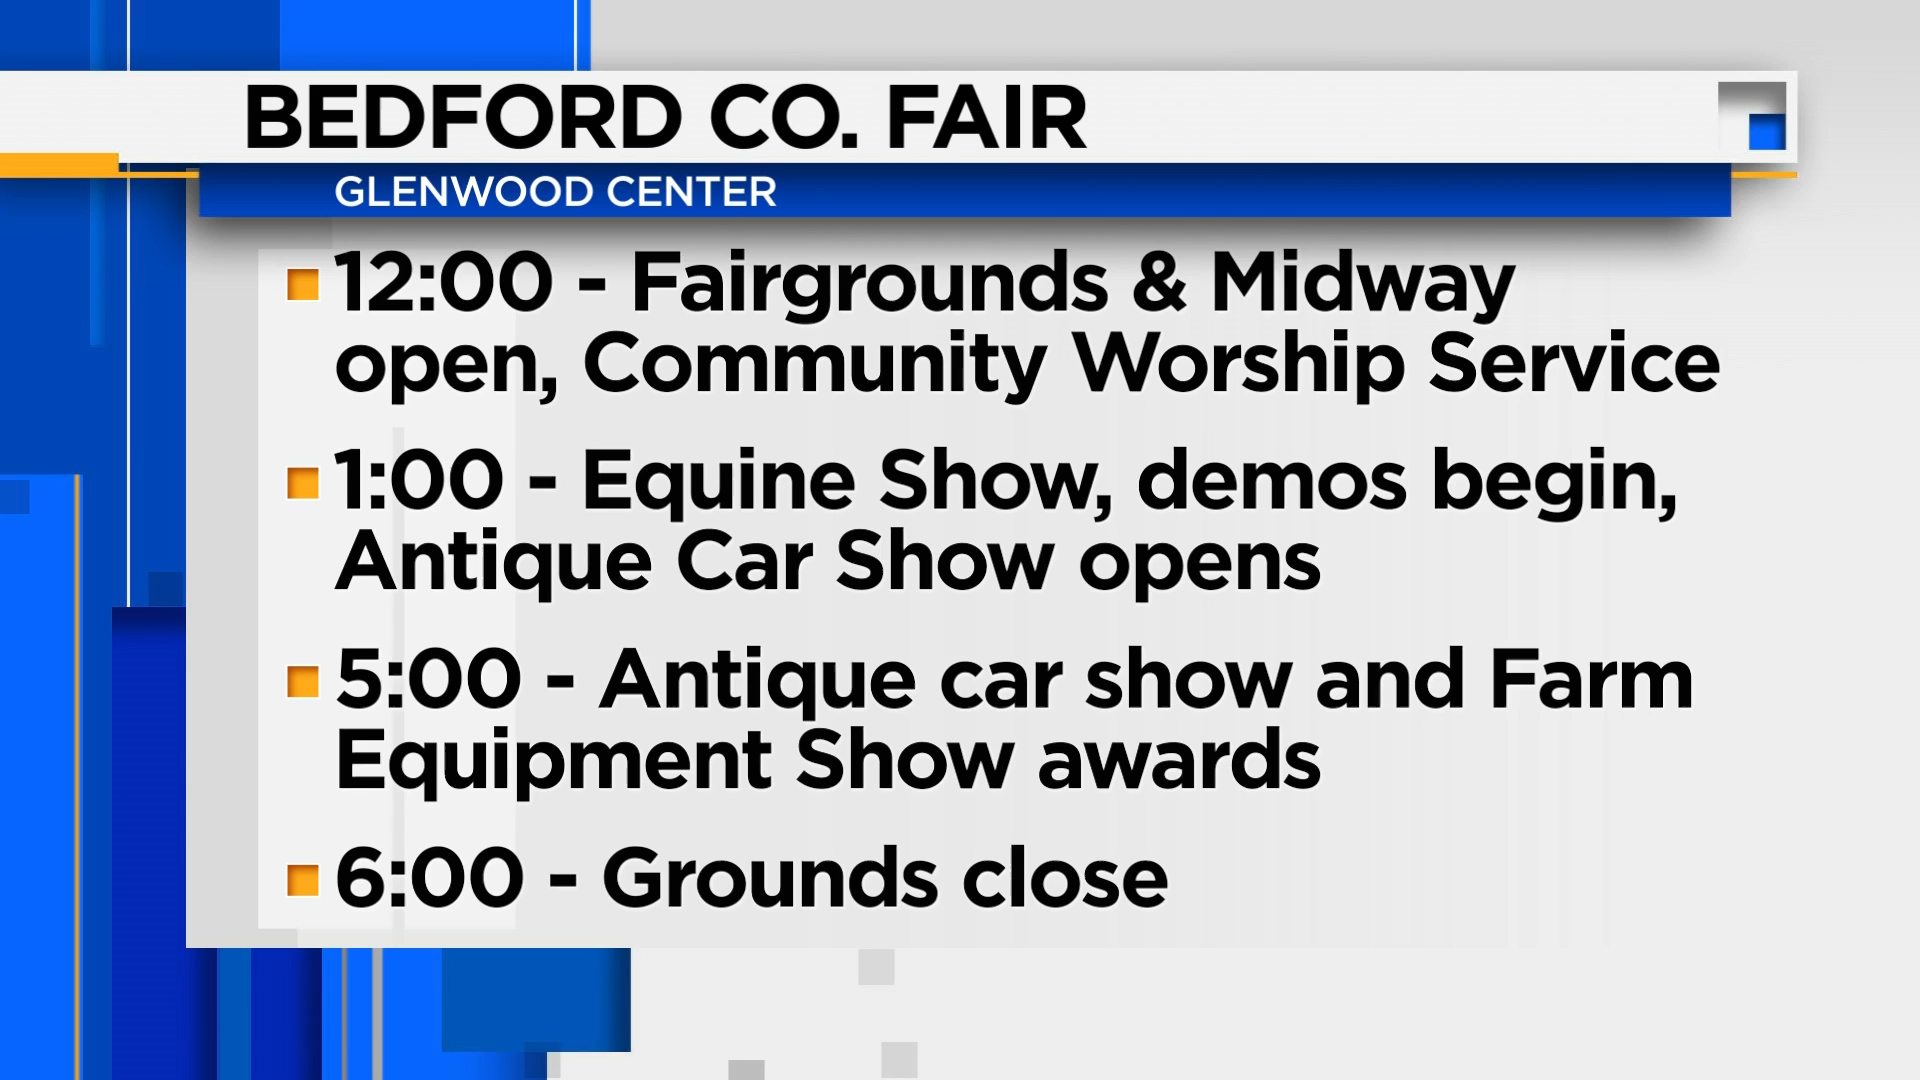 BEDFORD CO. FAIR
GLENWOOD CENTER
12:00 - Fairgrounds & Midway
open, Community Worship Service
1:00 - Equine Show, demos begin,
Antique Car Show opens
5:00 - Antique car show and Farm
Equipment Show awards
6:00 - Grounds close